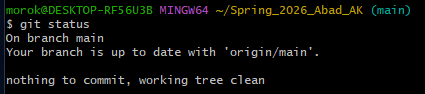 morok@DESKTOP-RF56U3B MINGW64 ~/Spring_2026_Abad_AK (main)
$ git status
On branch main
Your branch is up to date with 'origin/main'.
nothing to commit, working tree clean